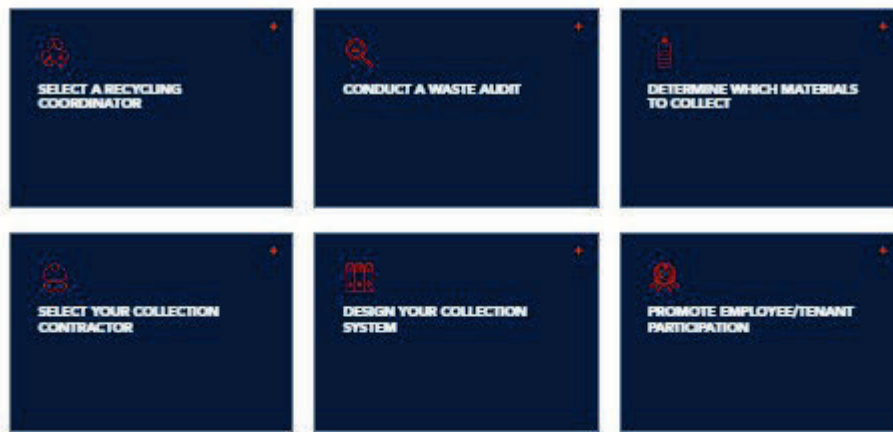 SELECT A RECYCLING
COORDINATOR
CONDUCT A WASTE AUDIT
DETERMINE WHICH MATERIALS
TO COLLECT
SELECT YOUR COLLECTION
CONTRACTOR
DESIGN YOUR COLLECTION
SYSTEM
PROMOTE EMPLOYEE/TENANT
PARTICIPATION